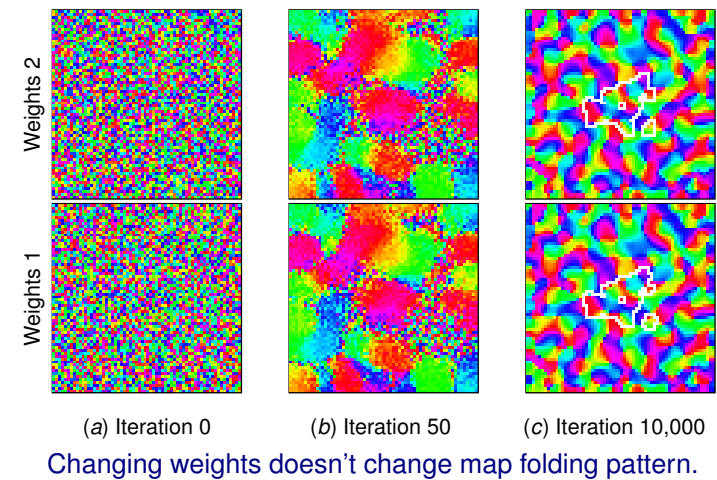 Weights 2
Weights 1
(a) Iteration 0
(b) Iteration 50
(c) Iteration 10,000
Changing weights doesn't change map folding pattern.